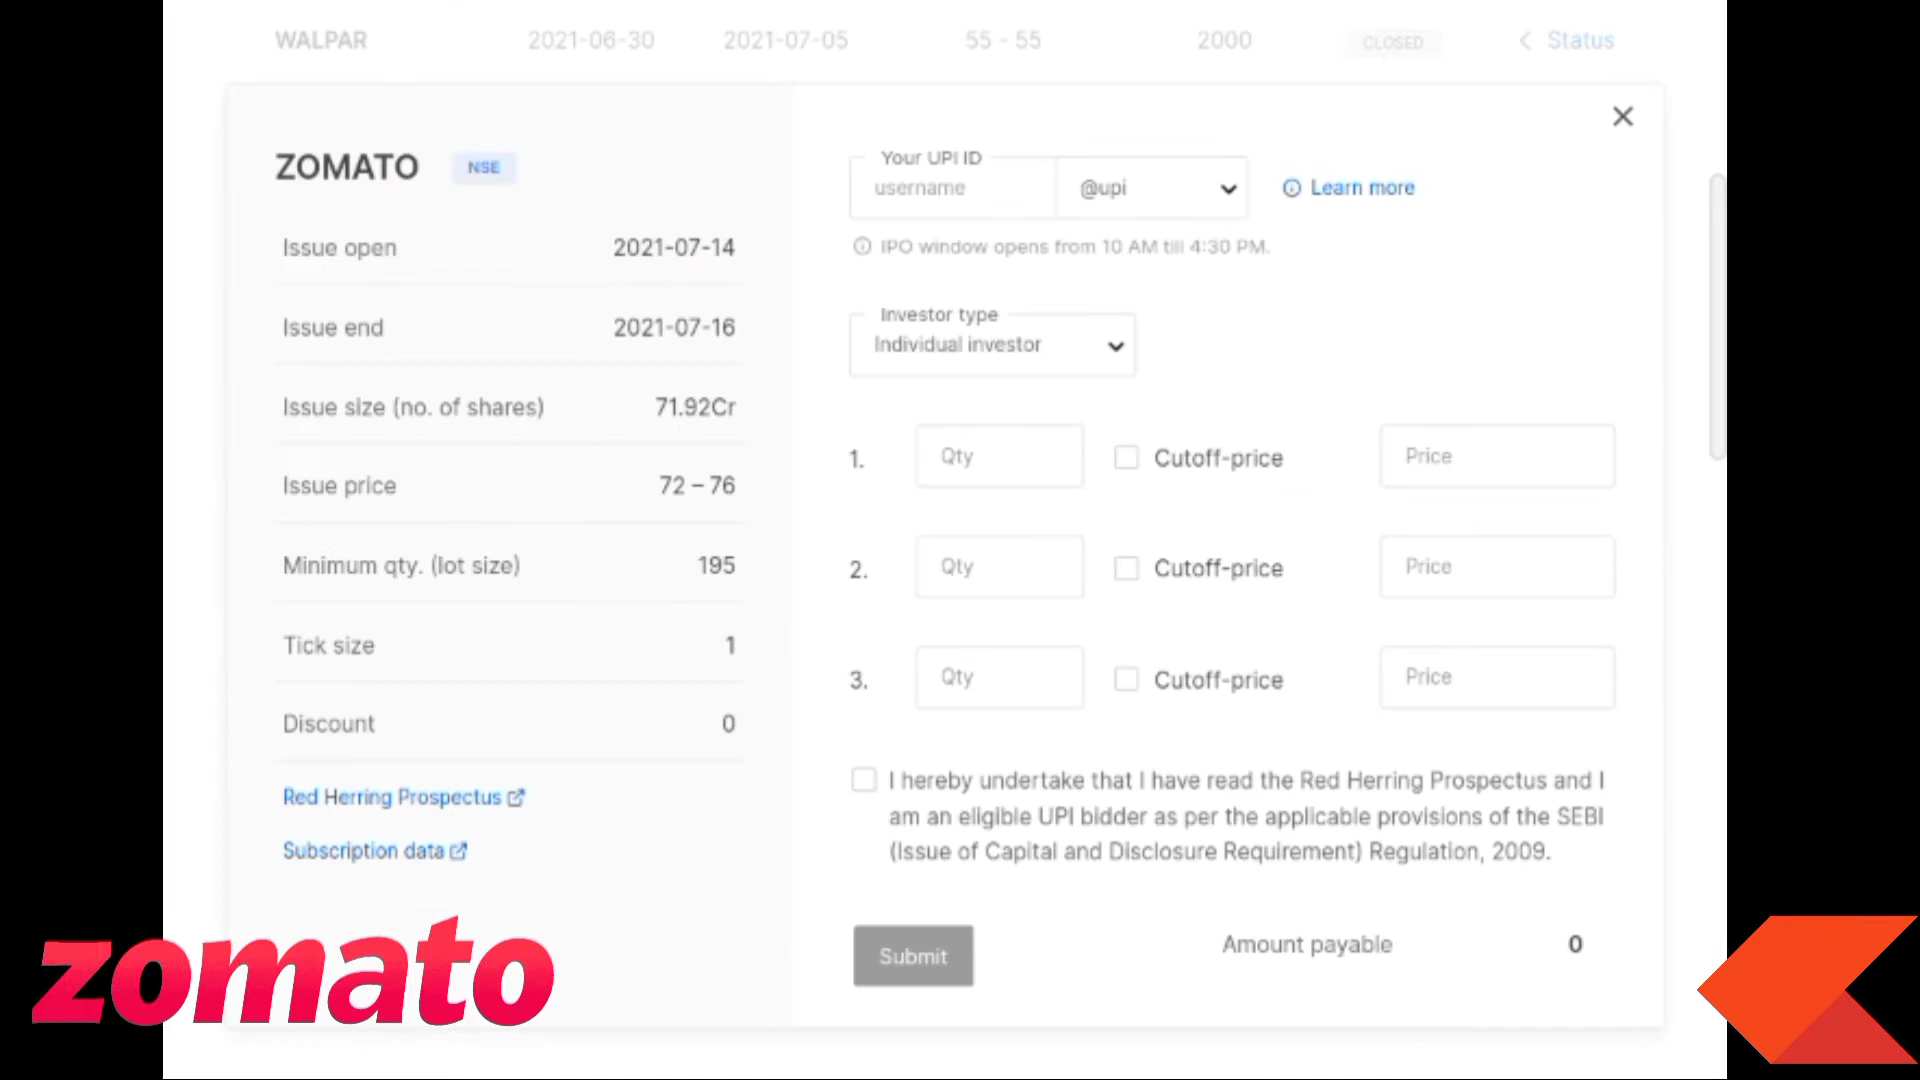 WALPAR 2021-06-30 2021-07-05 55 - 55 2000 CLOSED Status
ZOMATO NSE
Issue open 2021-07-14
Issue end 2021-07-16
Issue size (no. of shares) 71.92Cr
Issue price 72 – 76
Minimum qty. (lot size) 195
Tick size 1
Discount 0
Red Herring Prospectus
Subscription data
Your UPI ID
username @upi Learn more
IPO window opens from 10 AM till 4:30 PM.
Investor type
Individual investor
1. Qty Cutoff-price Price
2. Qty Cutoff-price Price
3. Qty Cutoff-price Price
I hereby undertake that I have read the Red Herring Prospectus and I
am an eligible UPI bidder as per the applicable provisions of the SEBI
(Issue of Capital and Disclosure Requirement) Regulation, 2009.
Submit Amount payable 0
zomato